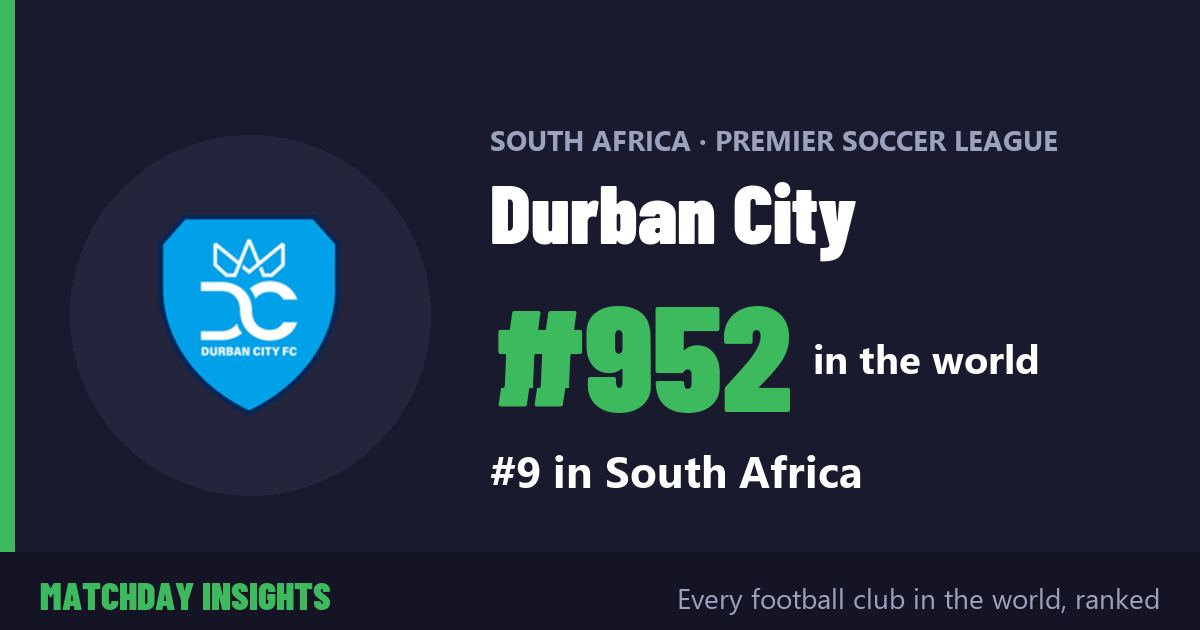 SOUTH AFRICA · PREMIER SOCCER LEAGUE
Durban City
#952 in the world
#9 in South Africa
DC
DURBAN CITY FC
MATCHDAY INSIGHTS
Every football club in the world, ranked